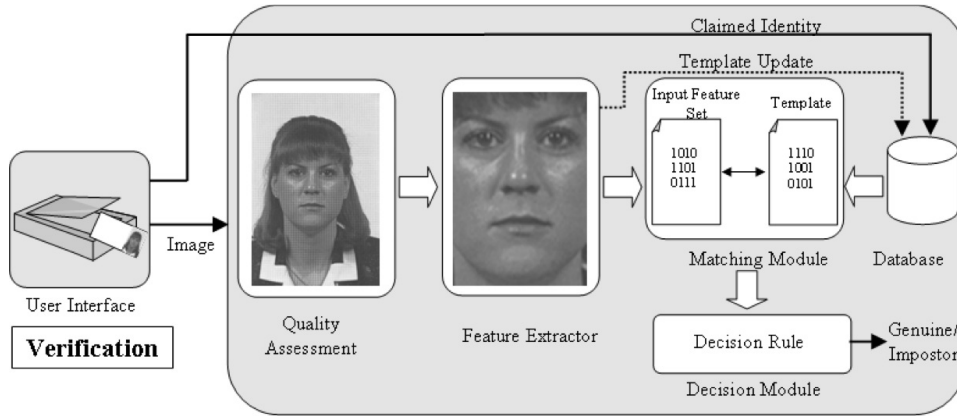 Claimed Identity
Template Update
Input Feature
Set
Template
1010
1101
0111
1110
1001
0101
Image
User Interface
Verification
Quality
Assessment
Feature Extractor
Matching Module
Database
Decision Rule
Genuine/
Impostor
Decision Module